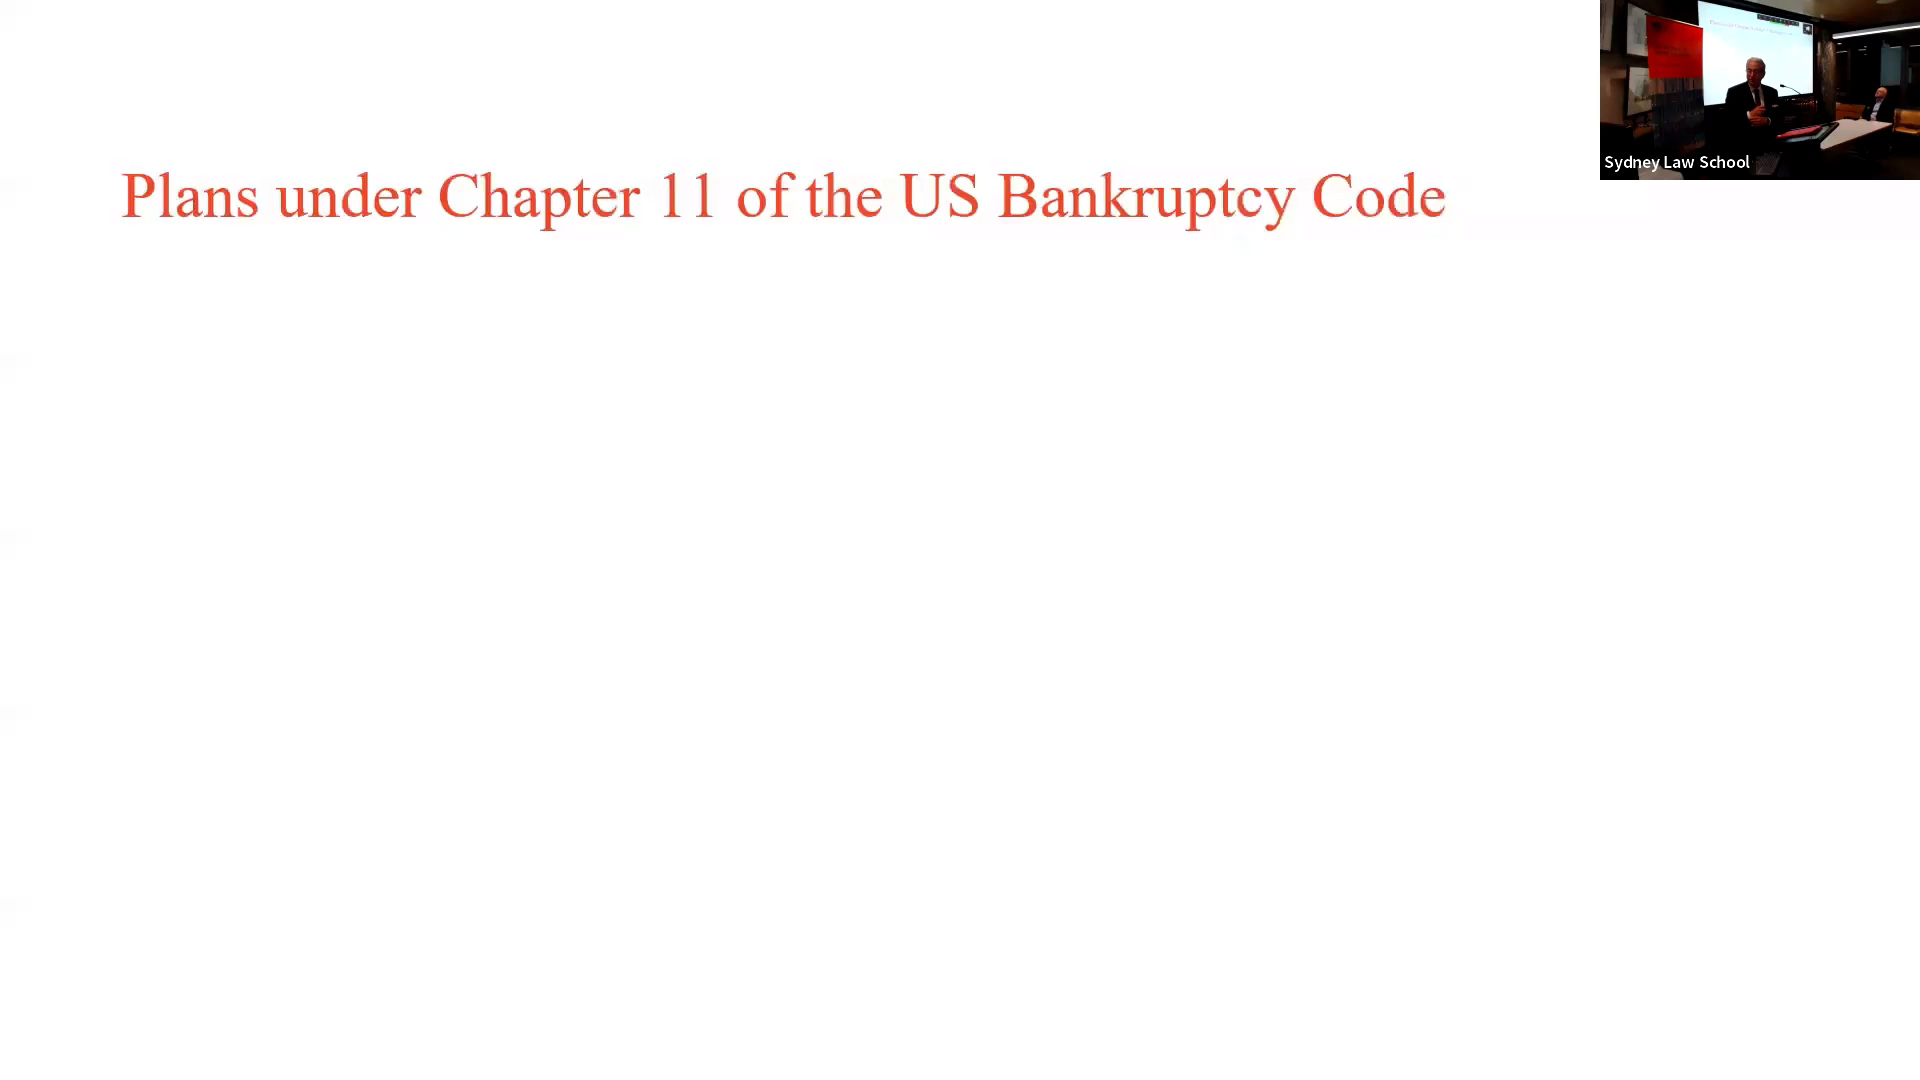 Plans under Chapter 11 of the US Bankruptcy Code
Sydney Law School